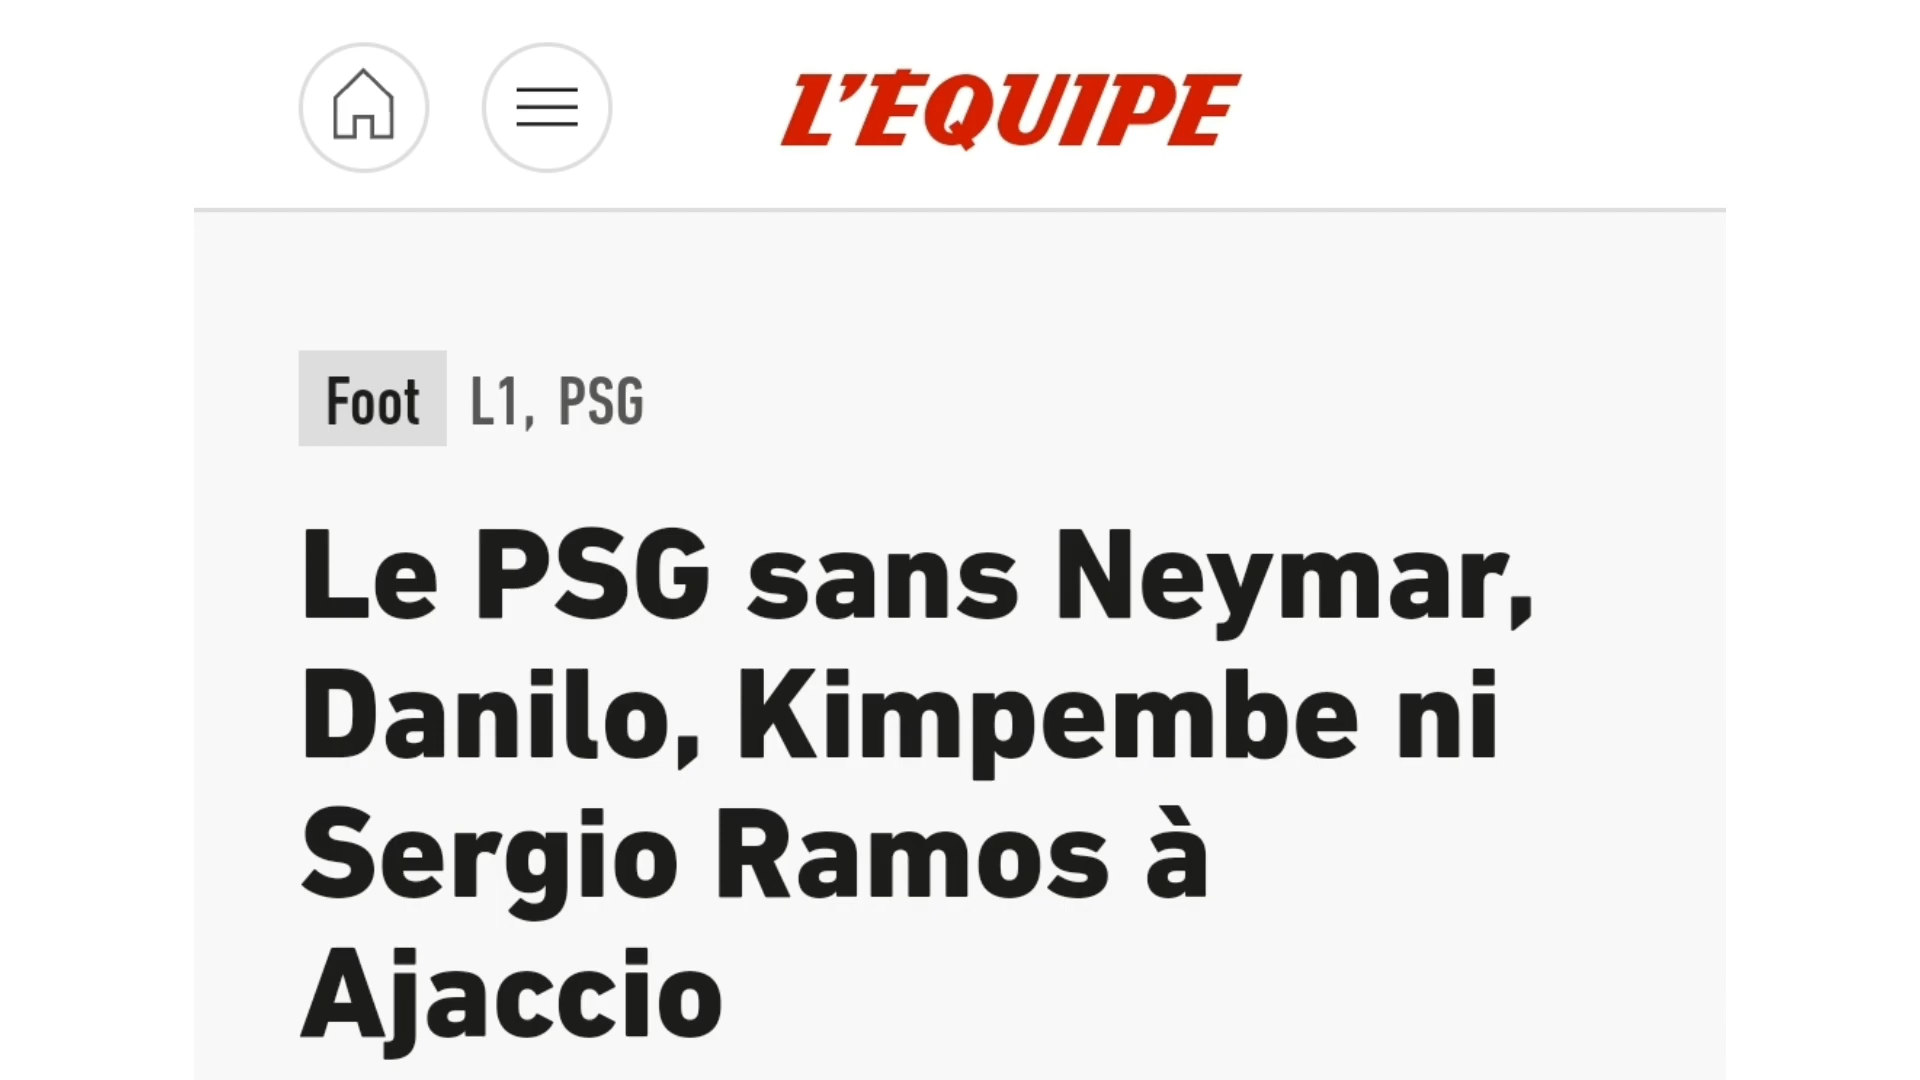 L'ÉQUIPE
Foot L1, PSG
Le PSG sans Neymar,
Danilo, Kimpembe ni
Sergio Ramos à
Ajaccio